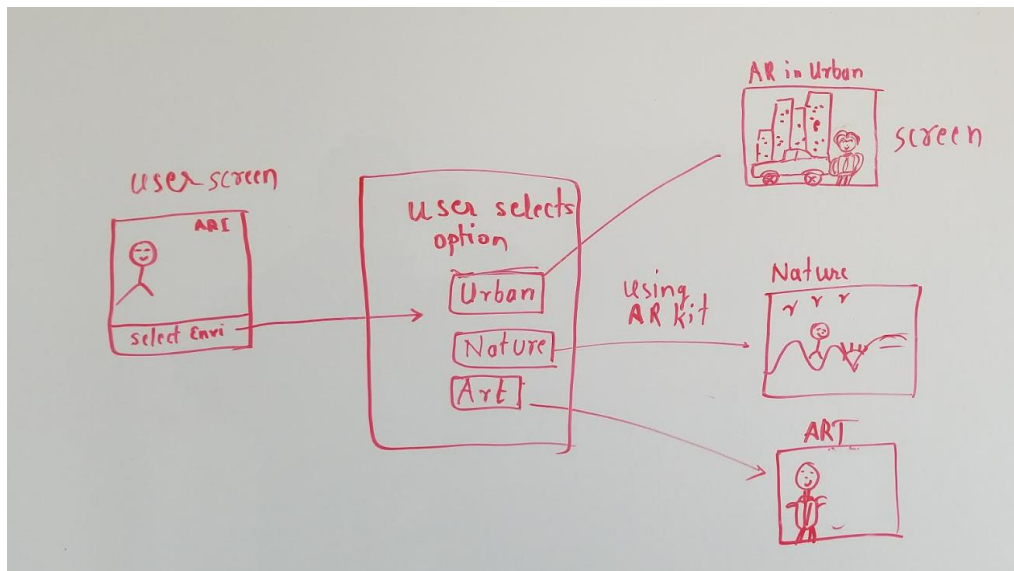 user screen
ARI
select Envi
user selects
option
Urban
Nature
Art
using
AR kit
AR in Urban
screen
Nature
ART